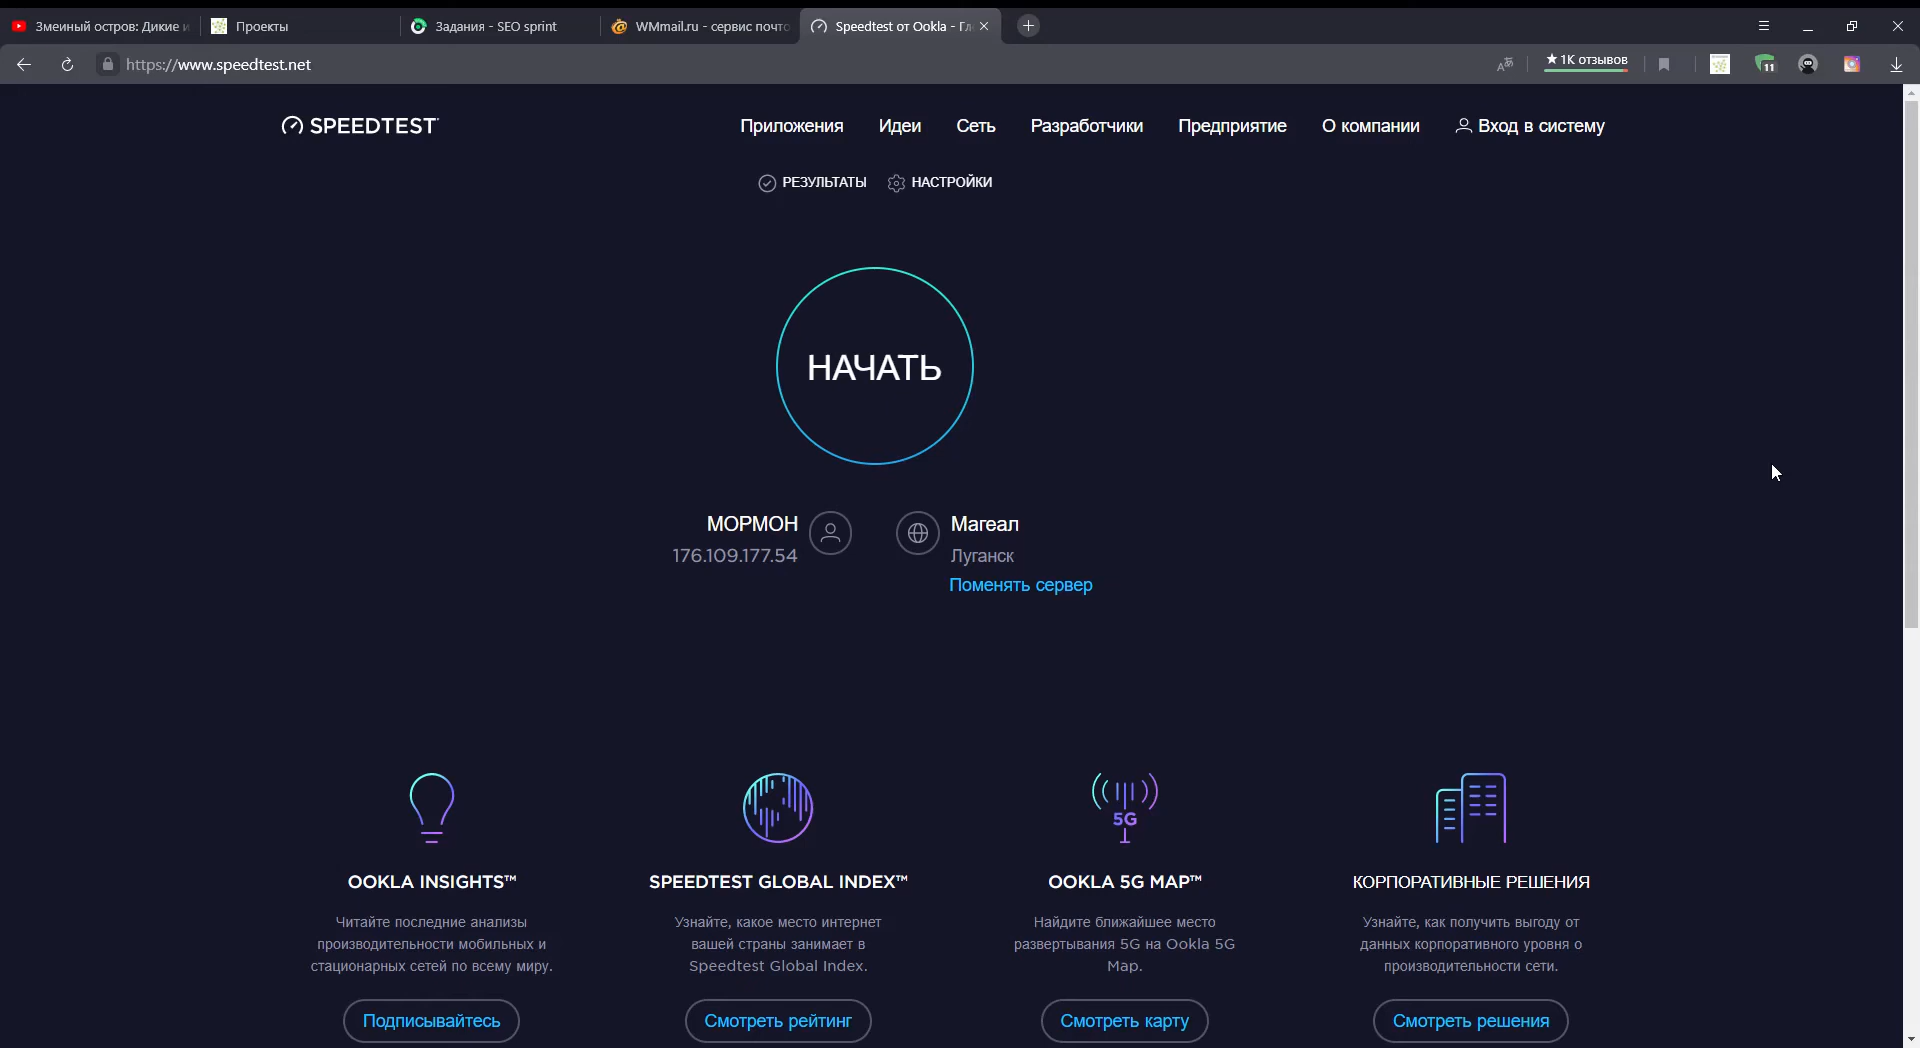 Змеиный остров: Дикие и
Проекты
Задания - SEO sprint
WMmail.ru - сервис почто
Speedtest от Ookla - Гл
https://www.speedtest.net
1К отзывов
11
SPEEDTEST
Приложения
Идеи
Сеть
Разработчики
Предприятие
О компании
Вход в систему
РЕЗУЛЬТАТЫ
НАСТРОЙКИ
НАЧАТЬ
МОРМОН
176.109.177.54
Магеал
Луганск
Поменять сервер
OOKLA INSIGHTS™
Читайте последние анализы
производительности мобильных и
стационарных сетей по всему миру.
Подписывайтесь
SPEEDTEST GLOBAL INDEX™
Узнайте, какое место интернет
вашей страны занимает в
Speedtest Global Index.
Смотреть рейтинг
5G
OOKLA 5G MAP™
Найдите ближайшее место
развертывания 5G на Ookla 5G
Map.
Смотреть карту
КОРПОРАТИВНЫЕ РЕШЕНИЯ
Узнайте, как получить выгоду от
данных корпоративного уровня о
производительности сети.
Смотреть решения